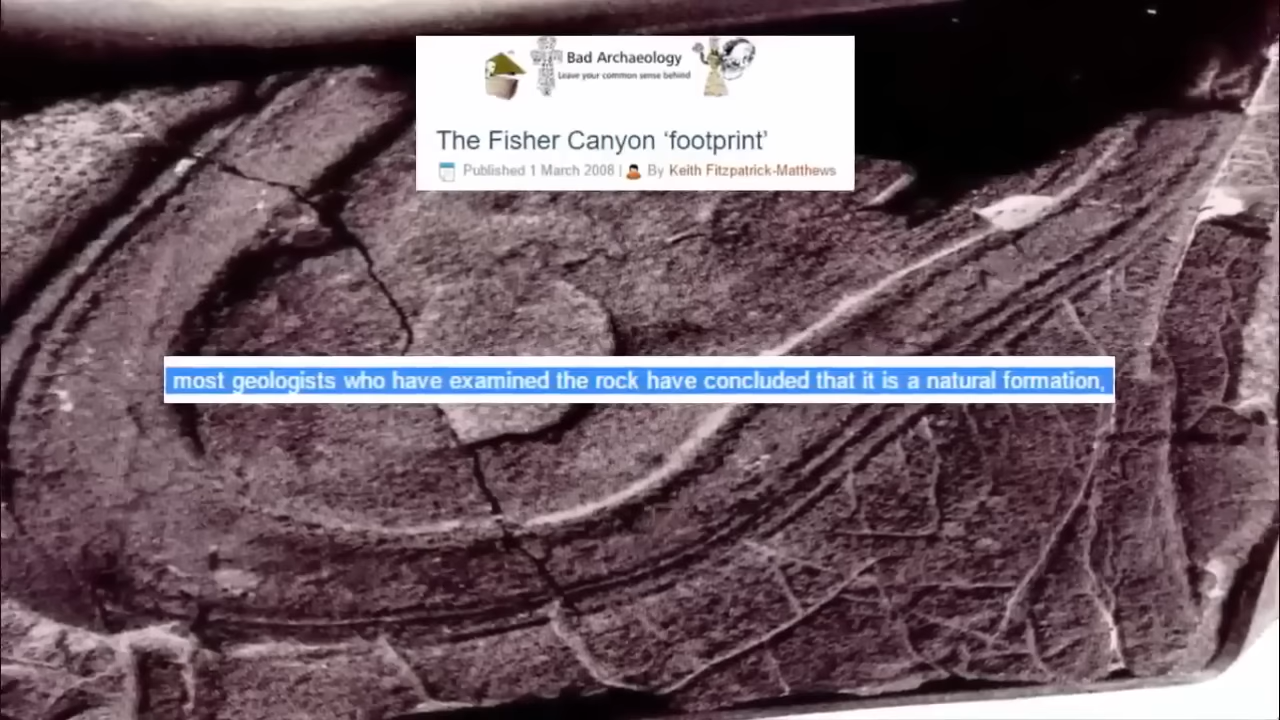 Bad Archaeology
Leave your common sense behind
The Fisher Canyon ‘footprint’
Published 1 March 2008 | By Keith Fitzpatrick-Matthews
most geologists who have examined the rock have concluded that it is a natural formation,